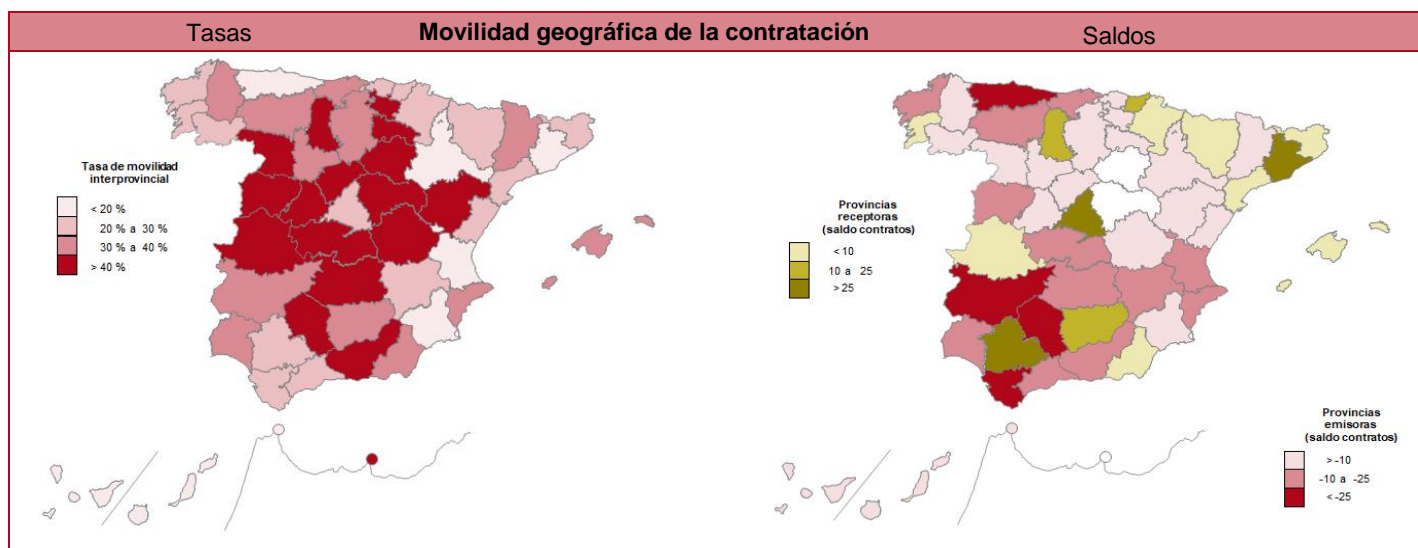 Tasas
Movilidad geográfica de la contratación
Saldos
Tasa de movilidad
interprovincial
< 20 %
20 % a 30 %
30 % a 40 %
> 40 %
Provincias
receptoras
(saldo contratos)
< 10
10 a 25
> 25
Provincias
emisoras
(saldo contratos)
> -10
-10 a -25
< -25